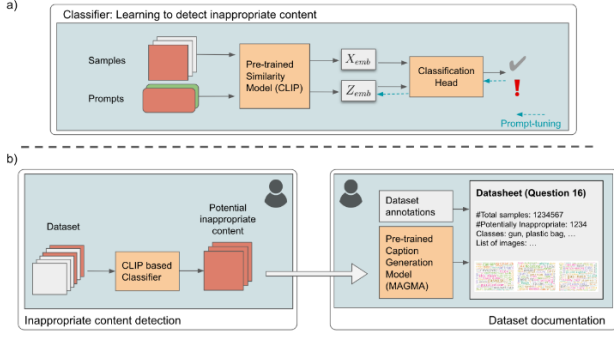 a)
Classifier: Learning to detect inappropriate content
Samples
Prompts
Pre-trained
Similarity
Model (CLIP)
X_emb
Z_emb
Classification
Head
Prompt-tuning
b)
Dataset
CLIP based
Classifier
Potential
inappropriate
content
Inappropriate content detection
Dataset
annotations
Pre-trained
Caption
Generation
Model
(MAGMA)
Datasheet (Question 16)
#Total samples: 1234567
#Potentially Inappropriate: 1234
Classes: gun, plastic bag, ...
List of images: ...
Dataset documentation